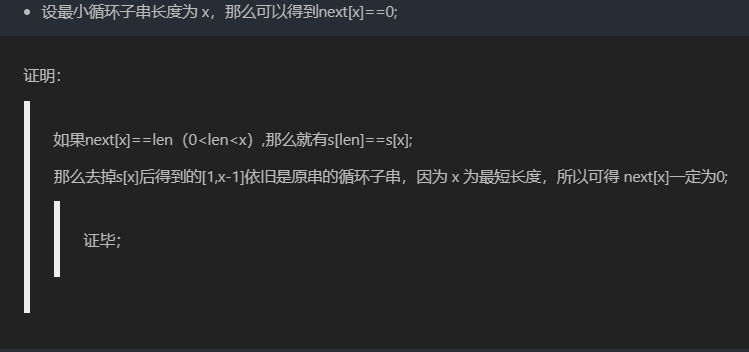 设最小循环子串长度为 x，那么可以得到next[x]==0;
证明：
如果next[x]==len（0<len<x）,那么就有s[len]==s[x];
那么去掉s[x]后得到的[1,x-1]依旧是原串的循环子串，因为 x 为最短长度，所以可得 next[x]一定为0;
证毕；